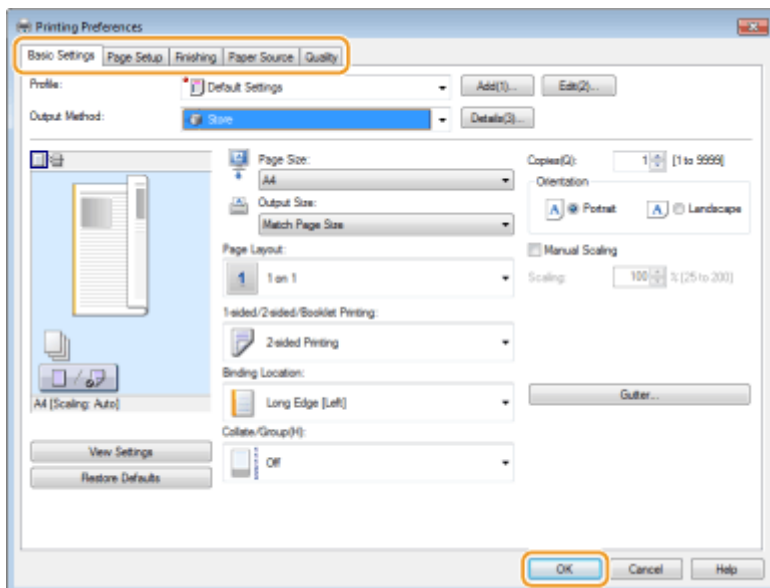 Printing Preferences
Basic Settings Page Setup Finishing Paper Source Quality
Profile: Default Settings Add(1)... Edit(2)...
Output Method: Store Details(3)...
Page Size:
A4
Output Size:
Match Page Size
Page Layout:
1 1 on 1
1-sided/2-sided/Booklet Printing:
2-sided Printing
Binding Location:
Long Edge [Left]
Collate/Group(H):
Off
Copies(Q): 1 [1 to 9999]
Orientation
A Portrait A Landscape
Manual Scaling
Scaling: 100 % [25 to 200]
Gutter...
A4 [Scaling: Auto]
View Settings
Restore Defaults
OK Cancel Help